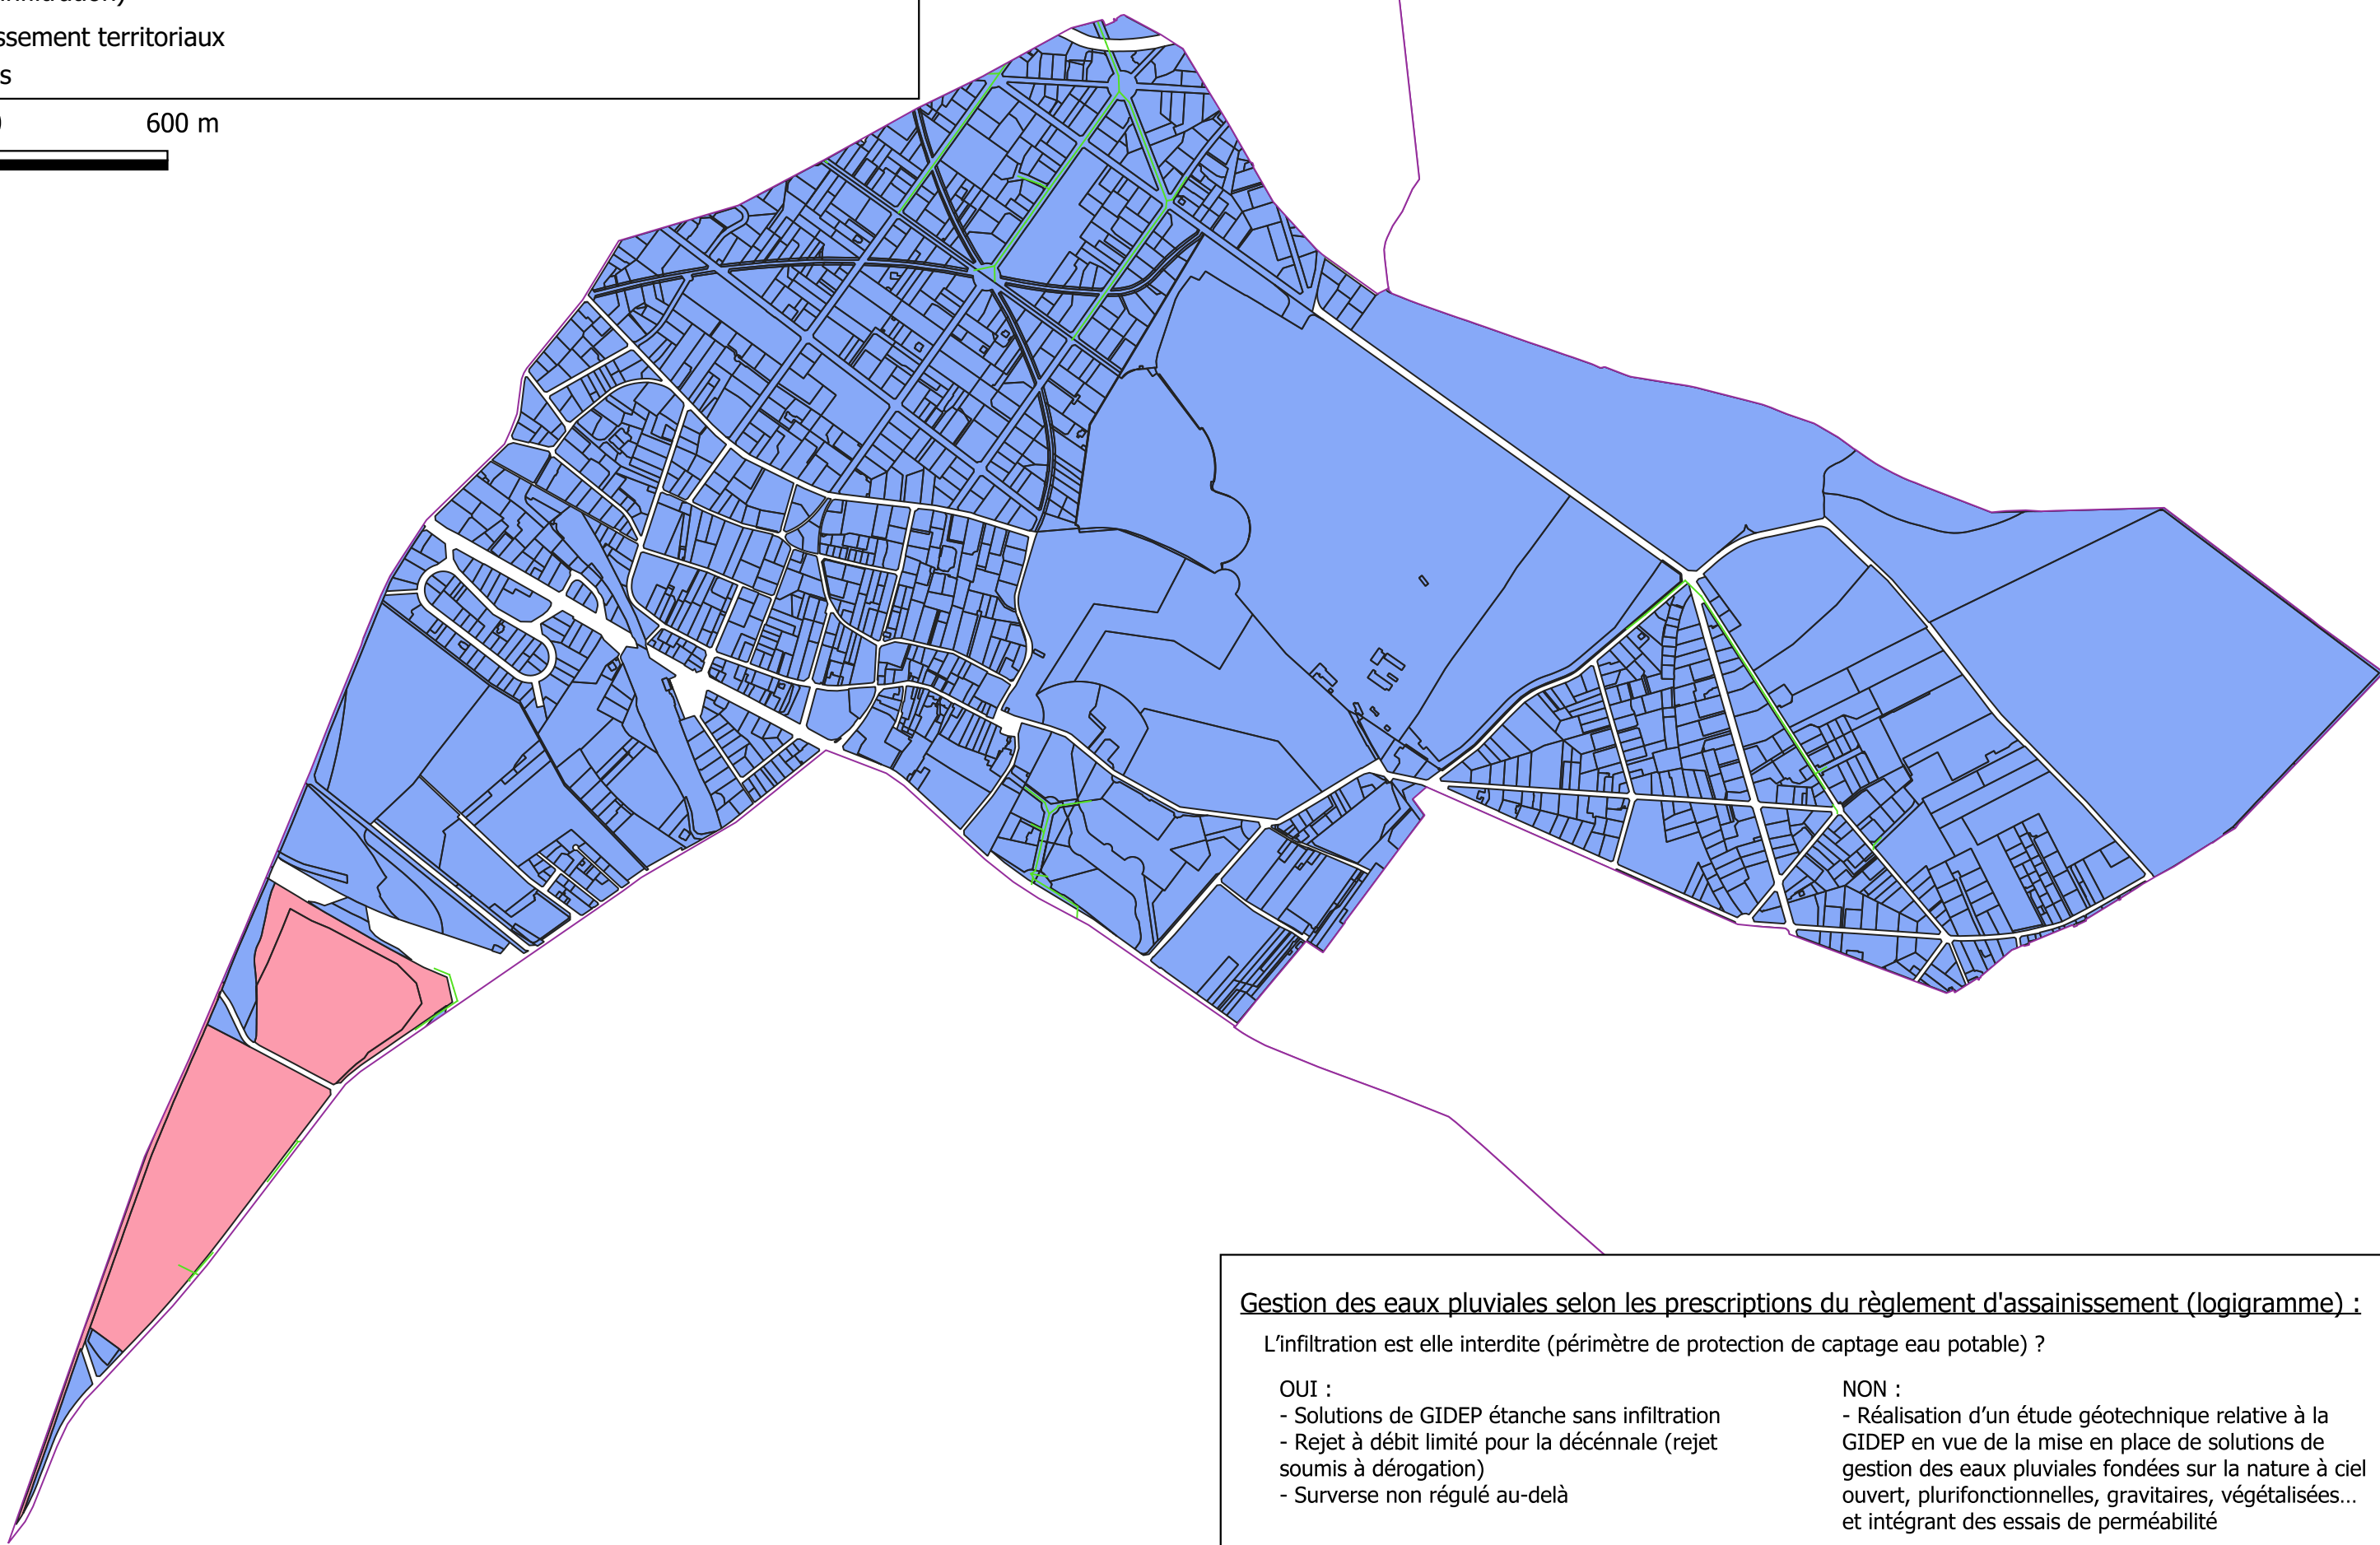 ssement territoriaux
s
600 m
Gestion des eaux pluviales selon les prescriptions du règlement d'assainissement (logigramme) :
L’infiltration est elle interdite (périmètre de protection de captage eau potable) ?
OUI :
- Solutions de GIDEP étanche sans infiltration
- Rejet à débit limité pour la décénnale (rejet
soumis à dérogation)
- Surverse non régulé au-delà
NON :
- Réalisation d’un étude géotechnique relative à la
GIDEP en vue de la mise en place de solutions de
gestion des eaux pluviales fondées sur la nature à ciel
ouvert, plurifonctionnelles, gravitaires, végétalisées…
et intégrant des essais de perméabilité